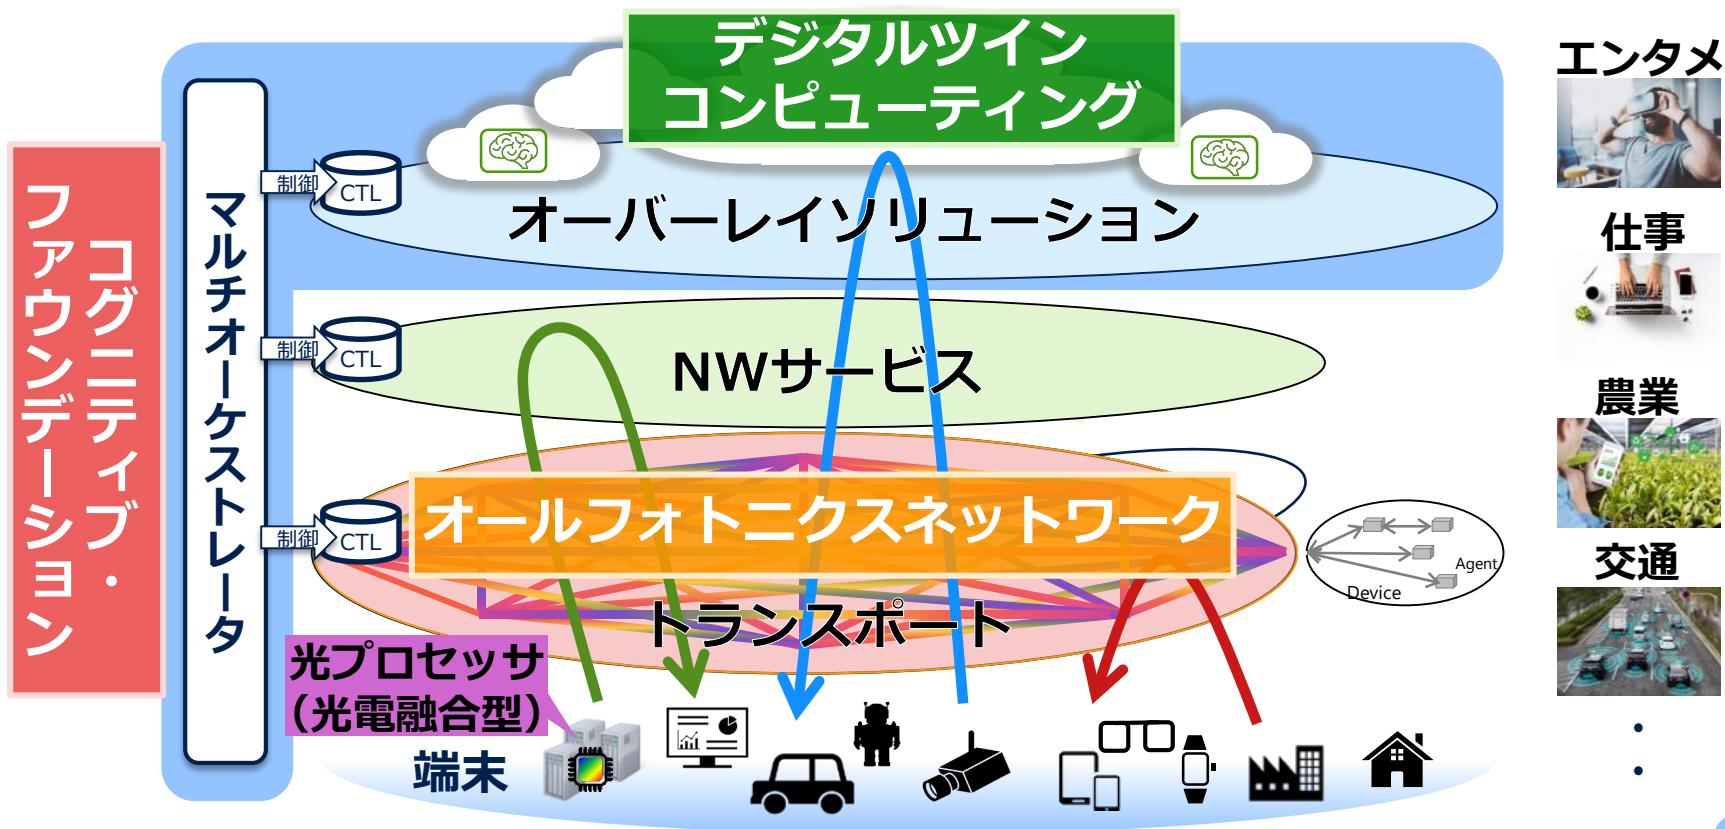 デジタルツイン
コンピューティング
エンタメ
コグニティブ・
ファウンデーション
マルチオーケストレータ
制御
CTL
オーバーレイソリューション
仕事
制御
CTL
NWサービス
農業
制御
CTL
オールフォトニクスネットワーク
交通
Agent
Device
トランスポート
光プロセッサ
（光電融合型）
端末
・
・